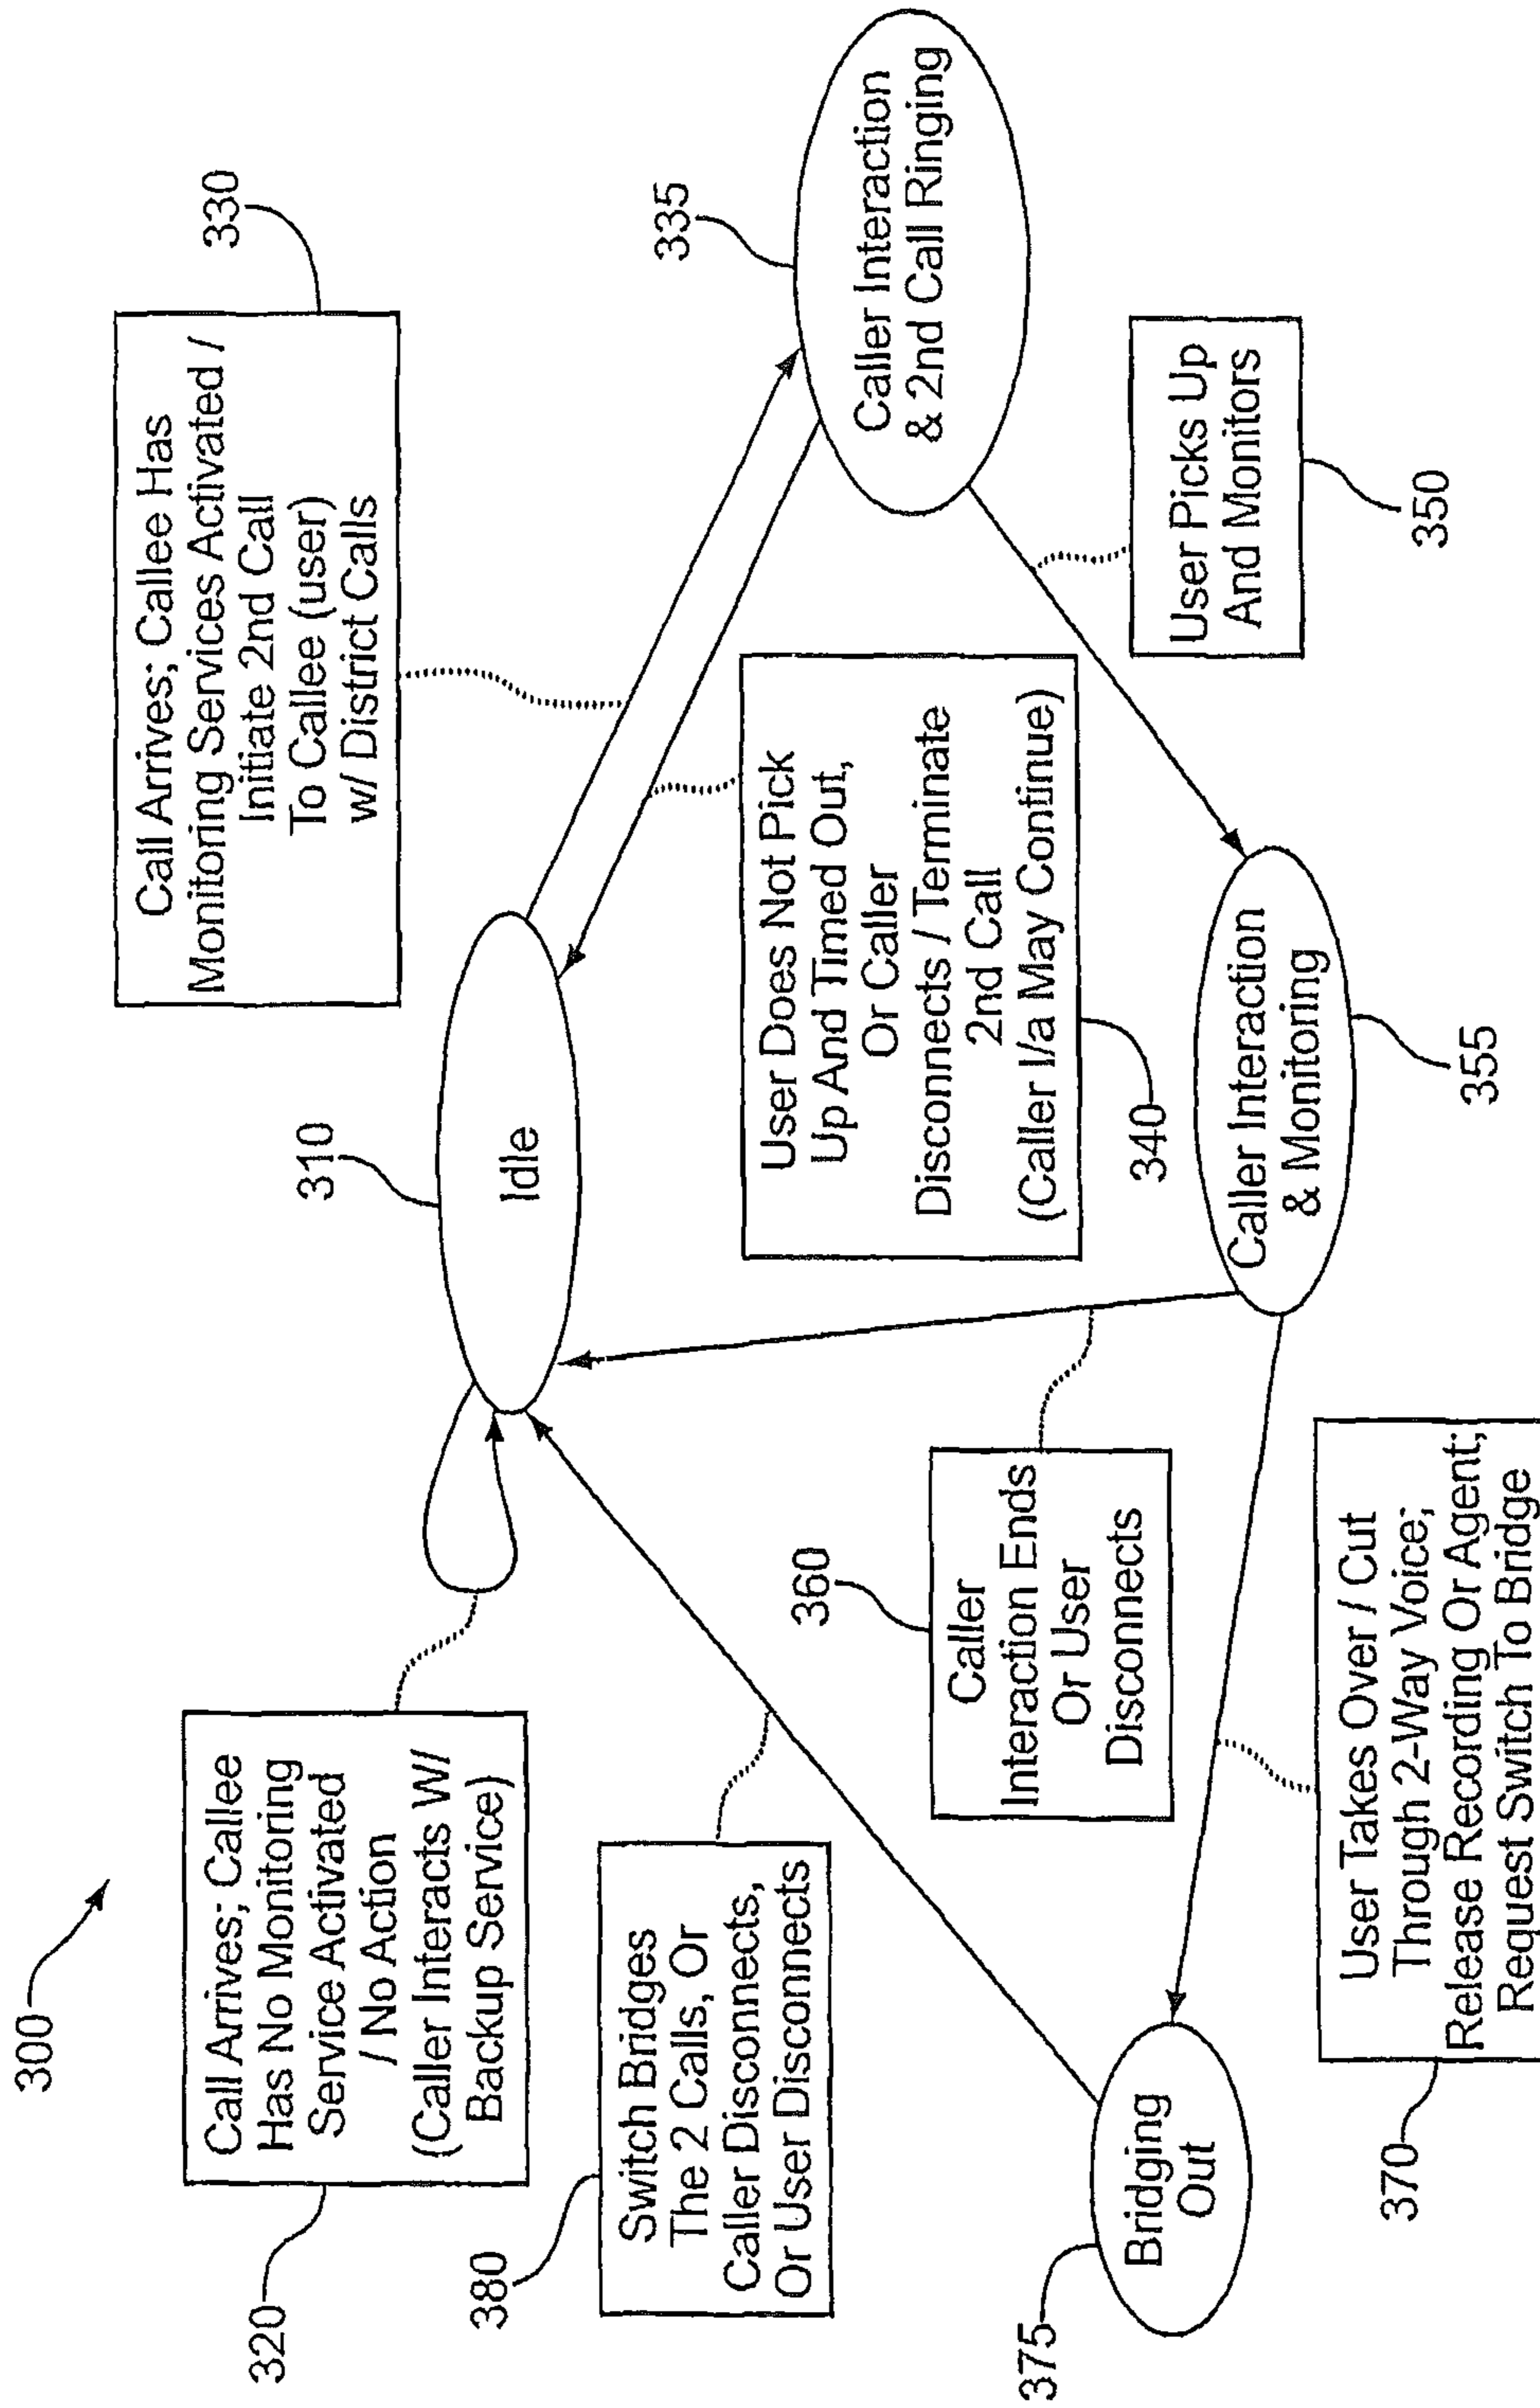 300
320
Call Arrives; Callee
Has No Monitoring
Service Activated
/ No Action
(Caller Interacts W/
Backup Service)
310
Idle
330
Call Arrives; Callee Has
Monitoring Services Activated /
Initiate 2nd Call
To Callee (user)
w/ District Calls
335
Caller Interaction
& 2nd Call Ringing
380
Switch Bridges
The 2 Calls, Or
Caller Disconnects,
Or User Disconnects
User Does Not Pick
Up And Timed Out,
Or Caller
Disconnects / Terminate
2nd Call
(Caller I/a May Continue)
340
360
Caller
Interaction Ends
Or User
Disconnects
User Picks Up
And Monitors
350
375
Bridging
Out
Caller Interaction
& Monitoring
355
370
User Takes Over / Cut
Through 2-Way Voice;
Release Recording Or Agent;
Request Switch To Bridge